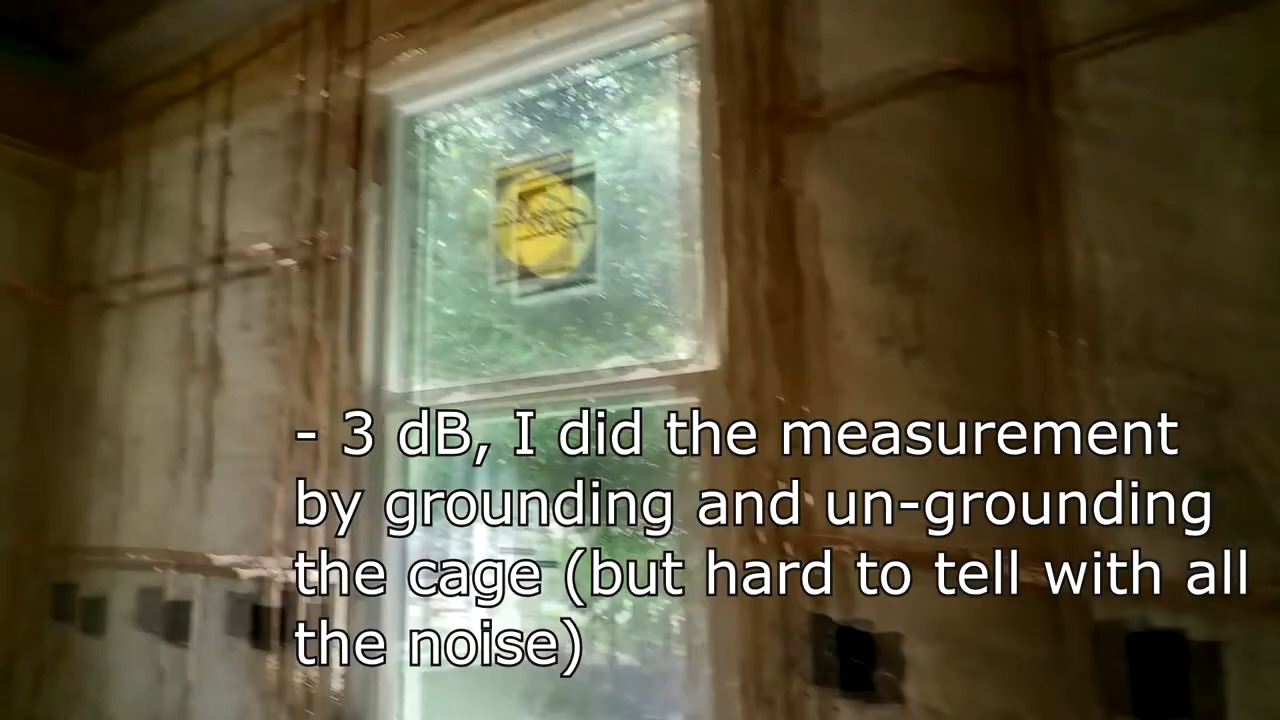 - 3 dB, I did the measurement
by grounding and un-grounding
the cage (but hard to tell with all
the noise)